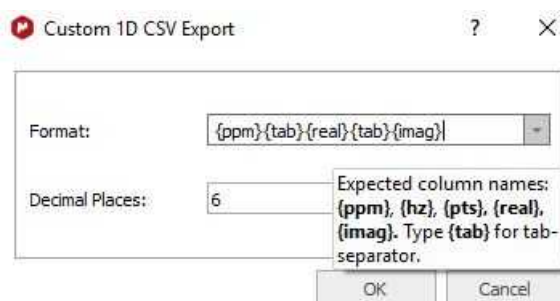 Custom 1D CSV Export
?
Format:
{ppm}{tab}{real}{tab}{imag}
Decimal Places:
6
Expected column names:
{ppm}, {hz}, {pts}, {real},
{imag}. Type {tab} for tab-
separator.
OK
Cancel